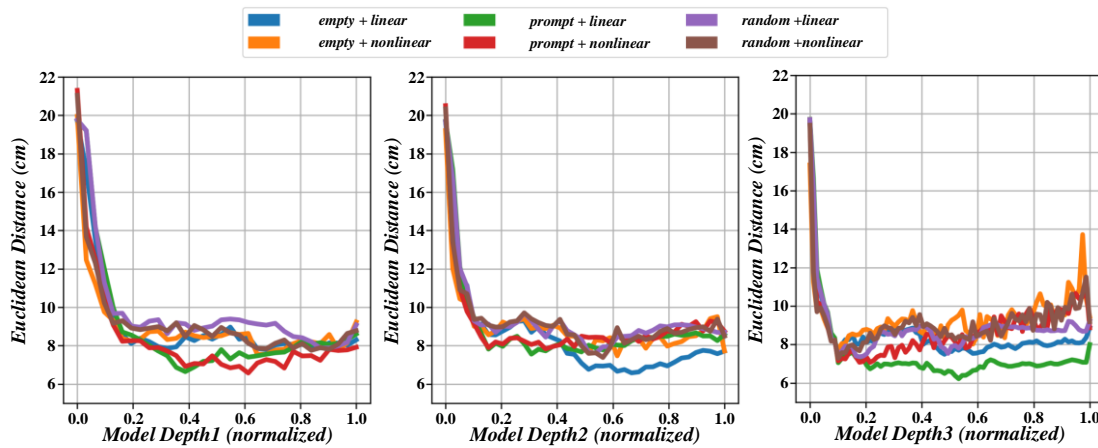 empty + linear prompt + linear random +linear
empty + nonlinear prompt + nonlinear random +nonlinear
Euclidean Distance (cm)
22
20
18
16
14
12
10
8
6
0.0 0.2 0.4 0.6 0.8 1.0
Model Depth1 (normalized)
Euclidean Distance (cm)
22
20
18
16
14
12
10
8
6
0.0 0.2 0.4 0.6 0.8 1.0
Model Depth2 (normalized)
Euclidean Distance (cm)
22
20
18
16
14
12
10
8
6
0.0 0.2 0.4 0.6 0.8 1.0
Model Depth3 (normalized)